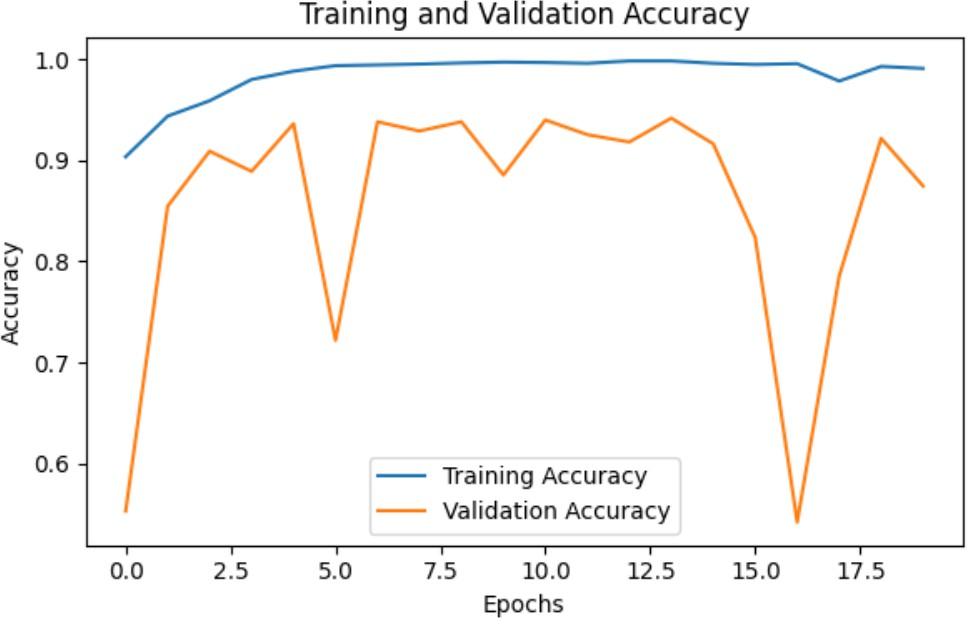 Training and Validation Accuracy
1.0
0.9
0.8
0.7
0.6
Accuracy
Training Accuracy
Validation Accuracy
0.0 2.5 5.0 7.5 10.0 12.5 15.0 17.5
Epochs